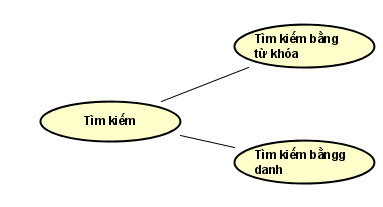 Tìm kiếm bằng
từ khóa
Tìm kiếm
Tìm kiếm bằngg
danh